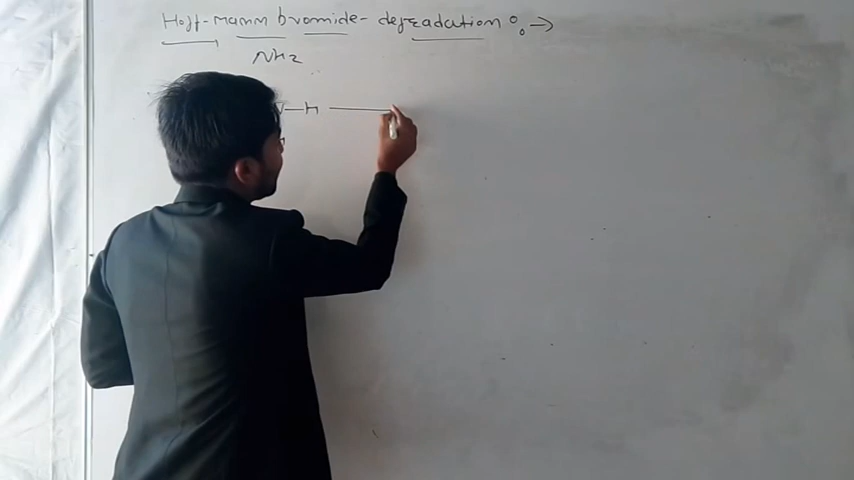 Hoff-mann bromide-degradation :→
NH2
—H —